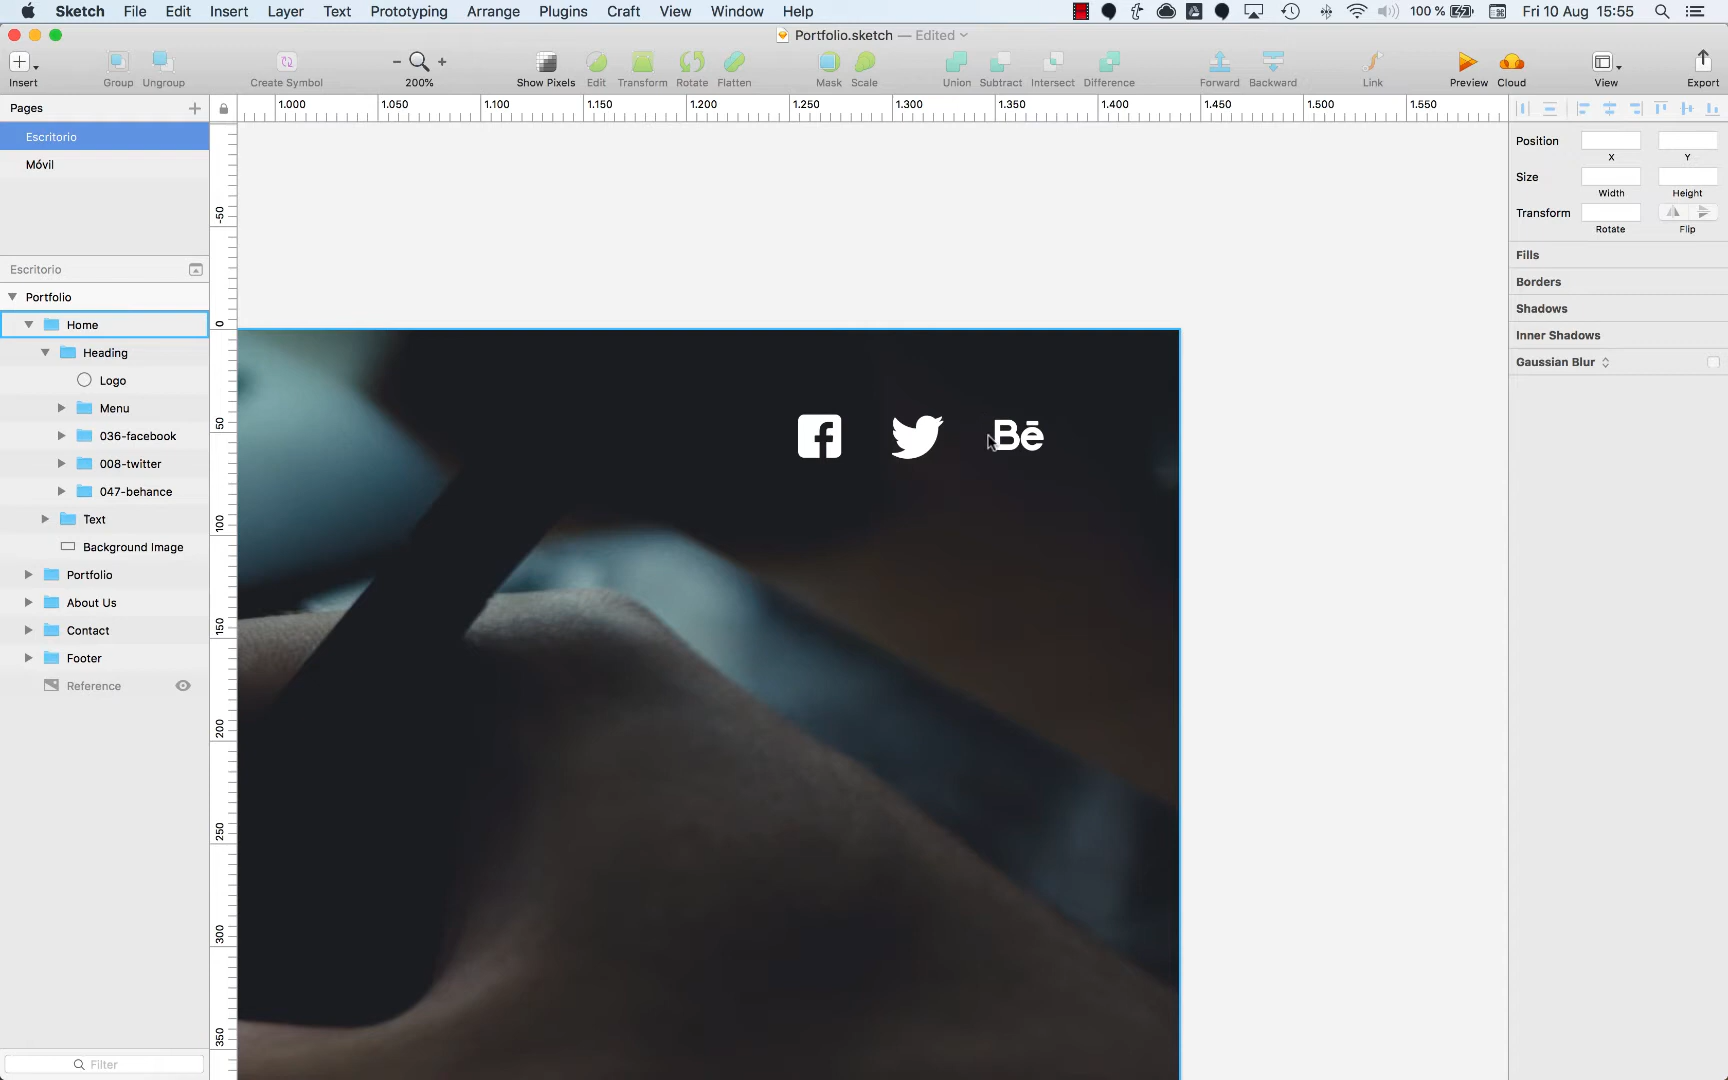 Sketch File Edit Insert Layer Text Prototyping Arrange Plugins Craft View Window Help 100 % Fri 10 Aug 15:55
Portfolio.sketch — Edited
Insert Group Ungroup Create Symbol 200% Show Pixels Edit Transform Rotate Flatten Mask Scale Union Subtract Intersect Difference Forward Backward Link Preview Cloud View Export
Pages
1.000 1.050 1.100 1.150 1.200 1.250 1.300 1.350 1.400 1.450 1.500 1.550
Escritorio
Móvil
Escritorio
Portfolio
Home
Heading
Logo
Menu
036-facebook
008-twitter
047-behance
Text
Background Image
Portfolio
About Us
Contact
Footer
Reference
Filter
-50
0
50
100
150
200
250
300
350
Bē
Position
X Y
Size
Width Height
Transform
Rotate Flip
Fills
Borders
Shadows
Inner Shadows
Gaussian Blur